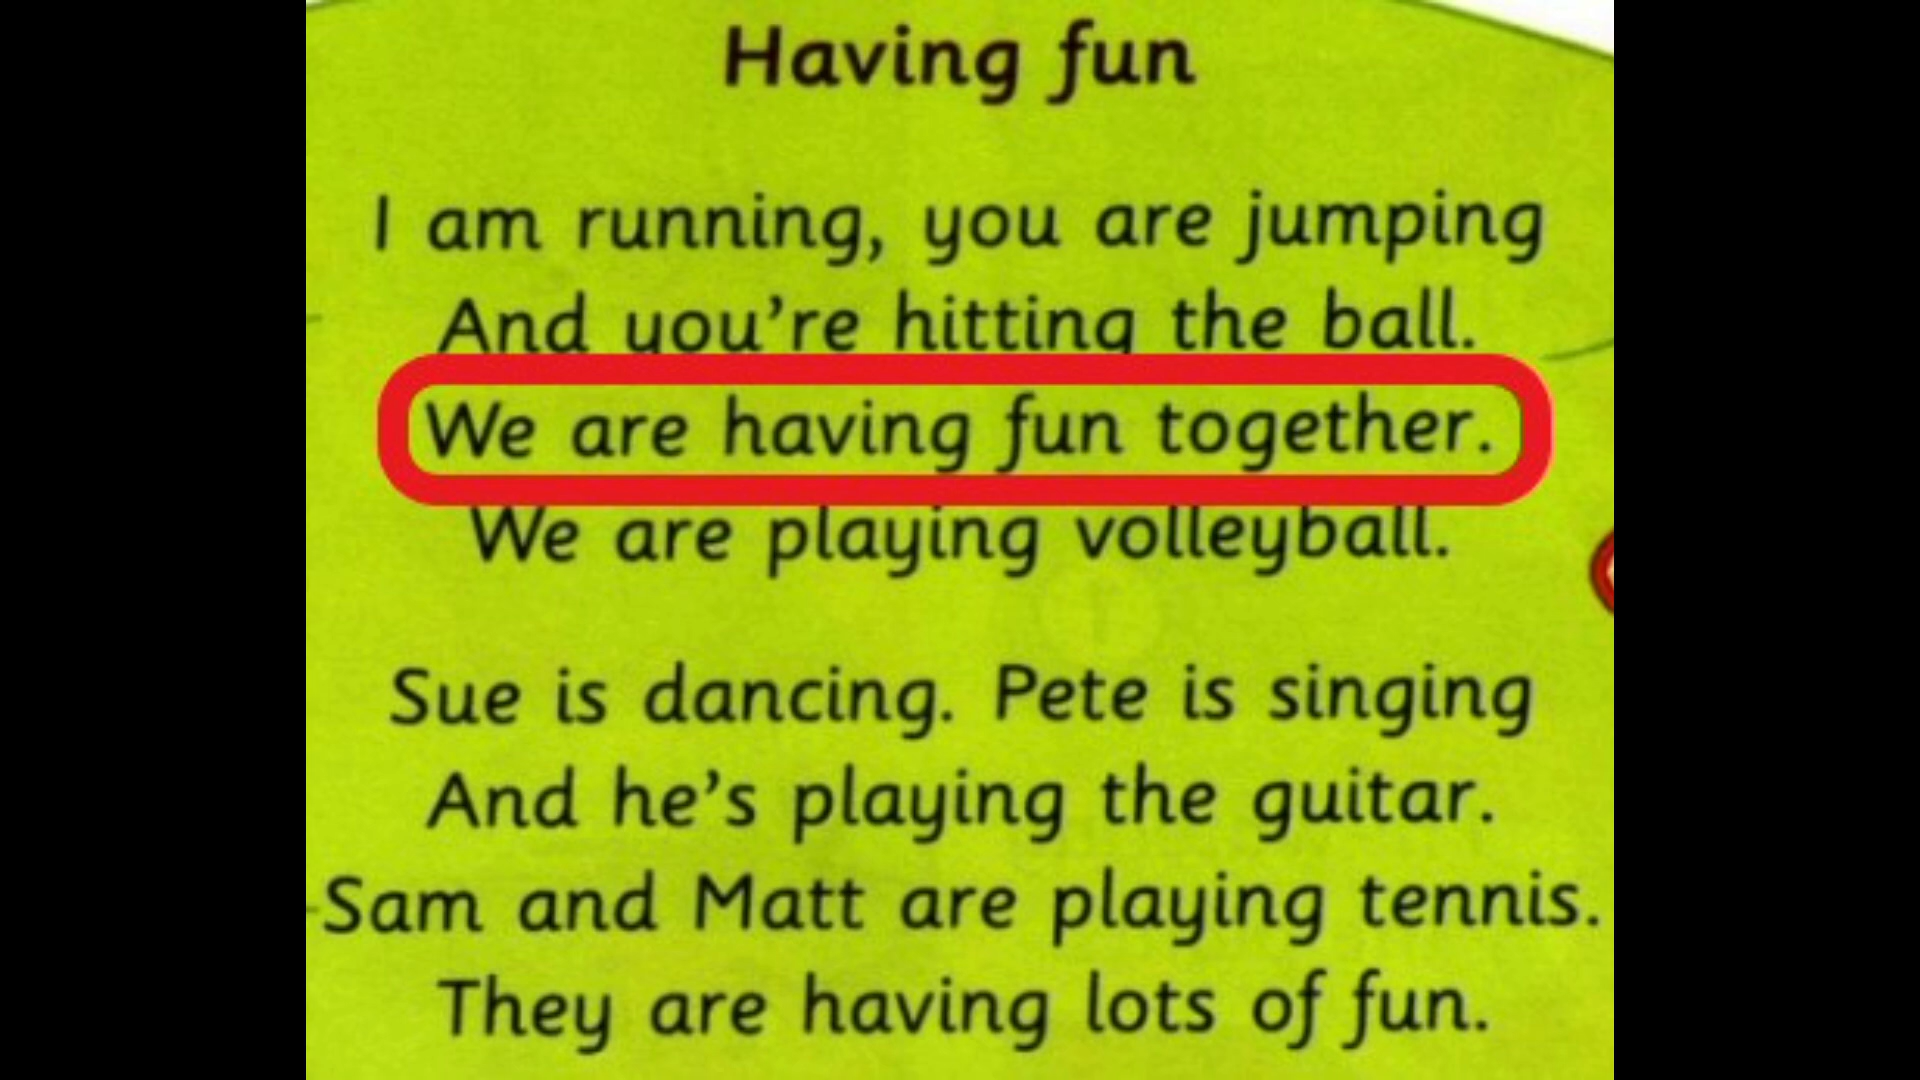 Having fun
I am running, you are jumping
And you're hitting the ball.
We are having fun together.
We are playing volleyball.
Sue is dancing. Pete is singing
And he's playing the guitar.
Sam and Matt are playing tennis.
They are having lots of fun.